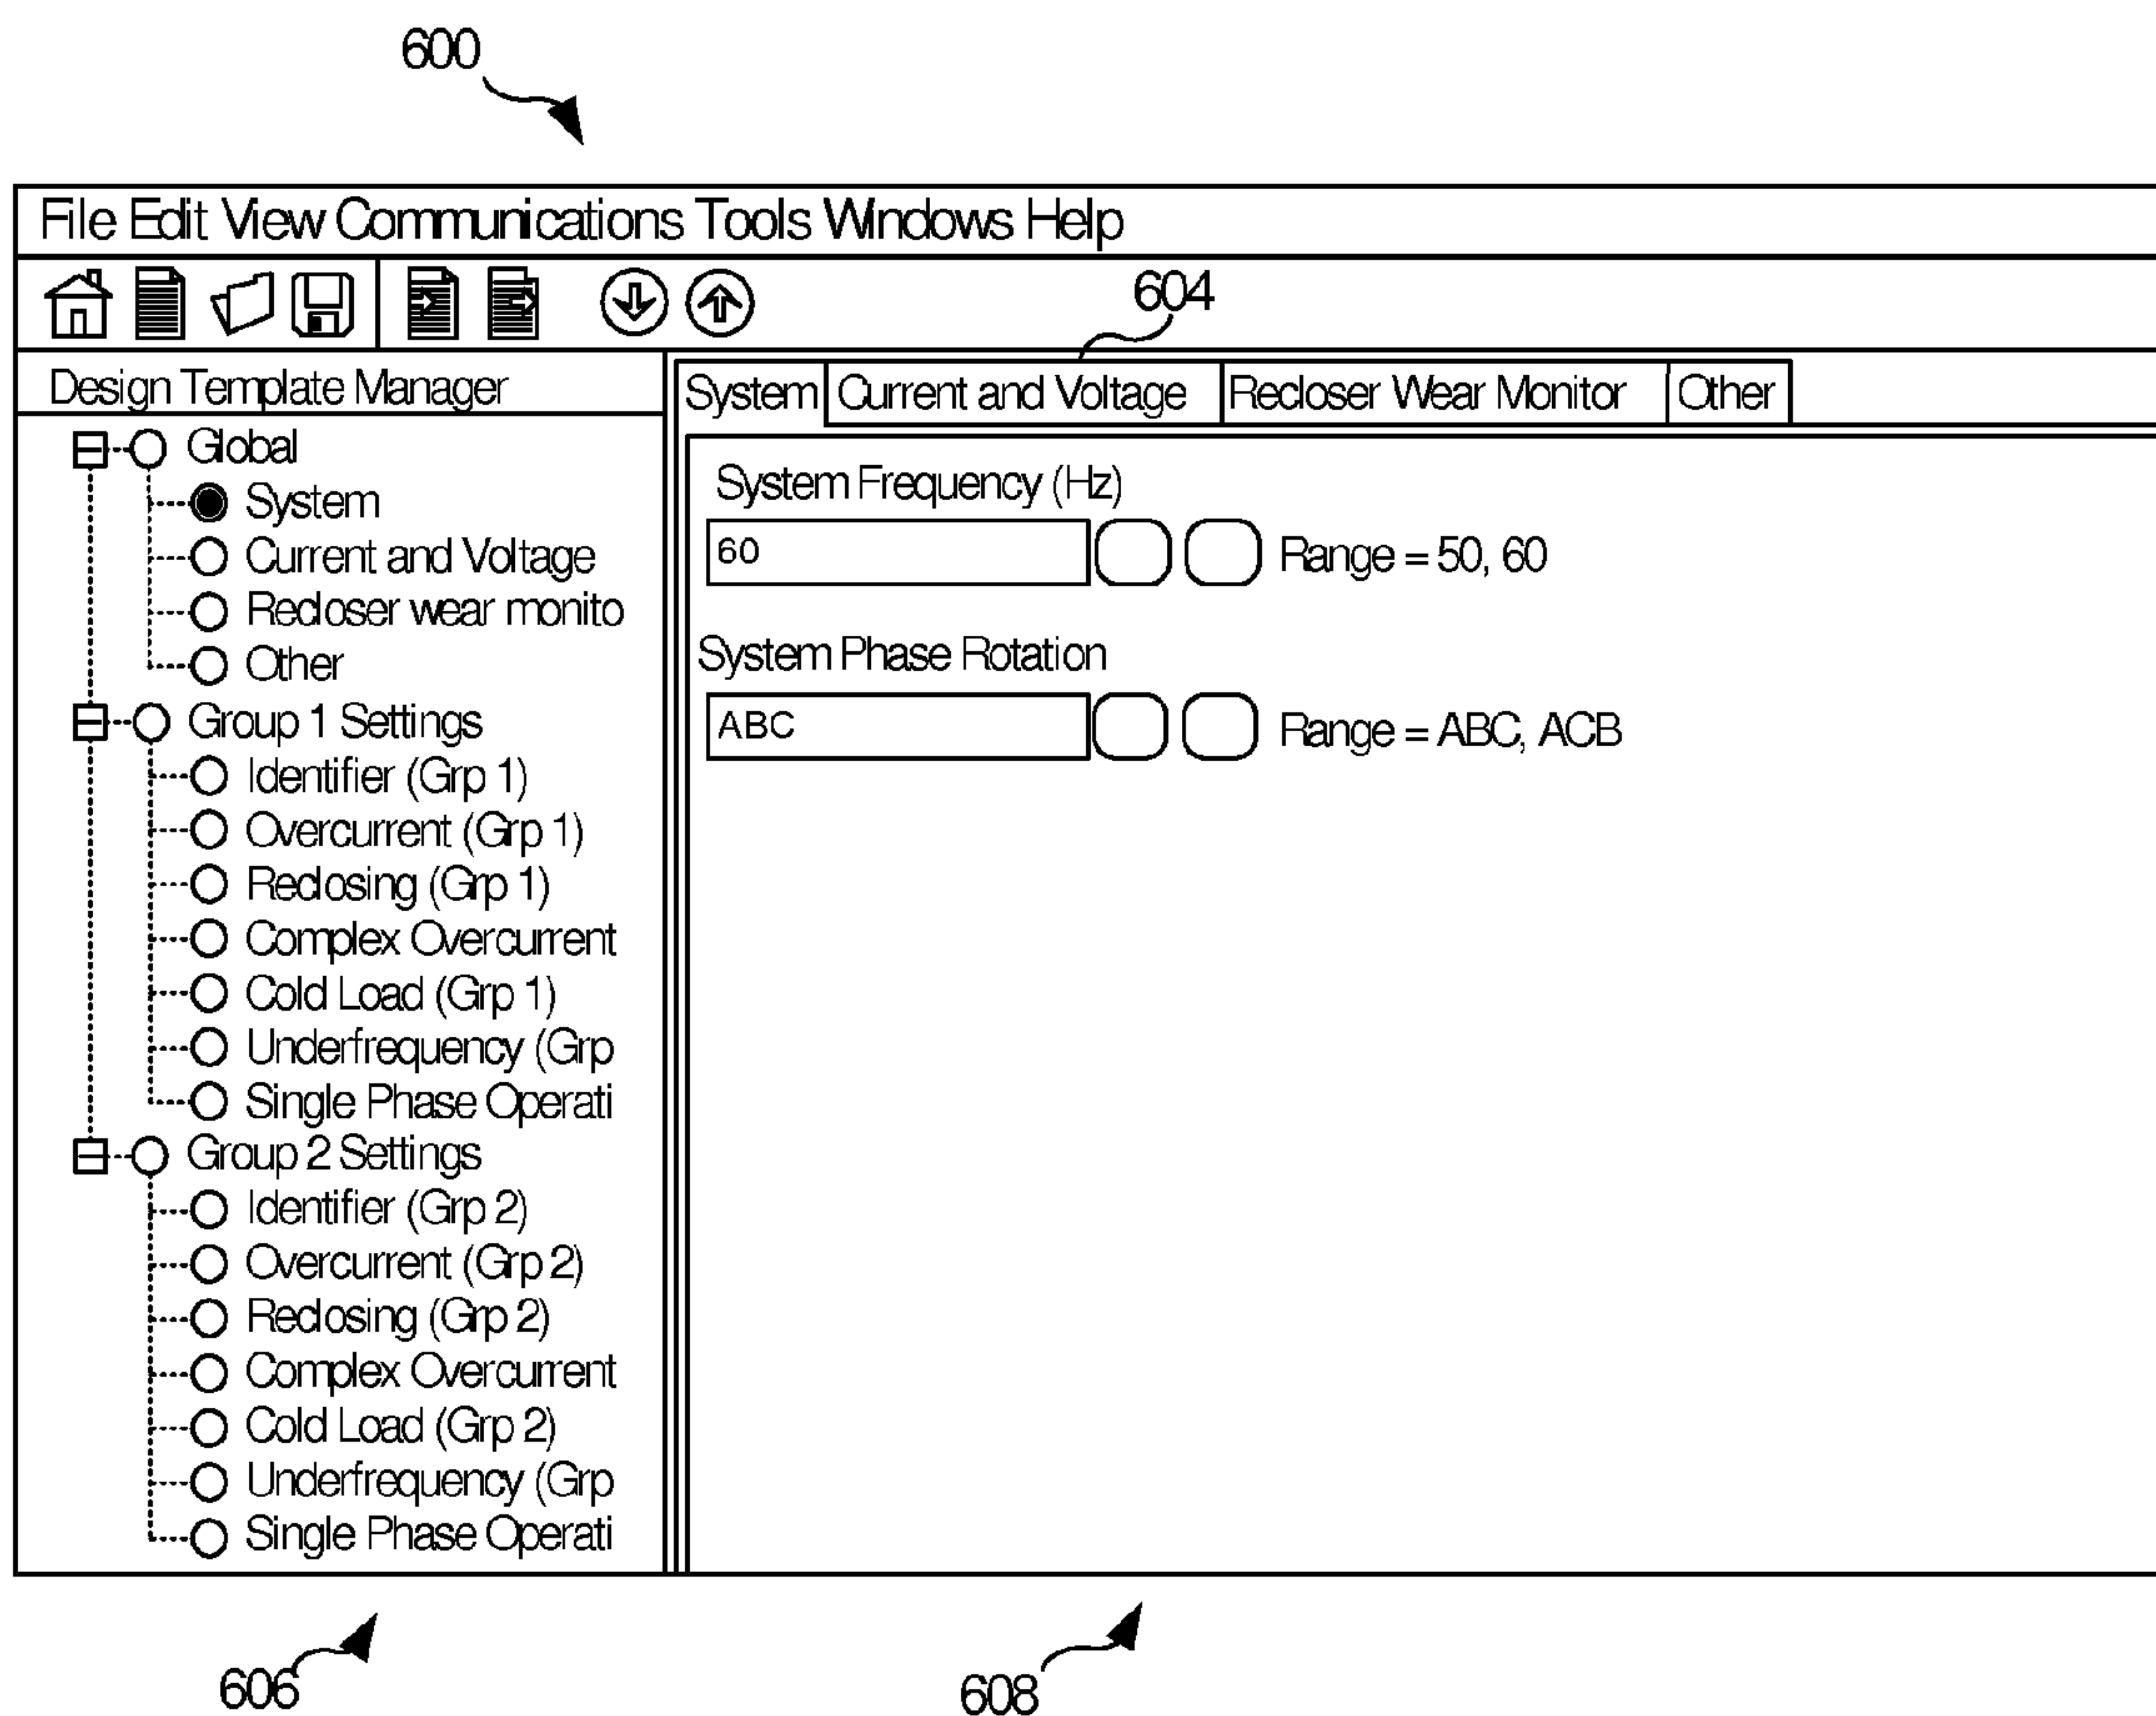 600
File Edit View Communications Tools Windows Help
604
Design Template Manager
System Current and Voltage Recloser Wear Monitor Other
Global
System
Current and Voltage
Recloser wear monito
Other
Group 1 Settings
Identifier (Grp 1)
Overcurrent (Grp 1)
Reclosing (Grp 1)
Complex Overcurrent
Cold Load (Grp 1)
Underfrequency (Grp
Single Phase Operati
Group 2 Settings
Identifier (Grp 2)
Overcurrent (Grp 2)
Reclosing (Grp 2)
Complex Overcurrent
Cold Load (Grp 2)
Underfrequency (Grp
Single Phase Operati
System Frequency (Hz)
60 Range = 50, 60
System Phase Rotation
ABC Range = ABC, ACB
606
608